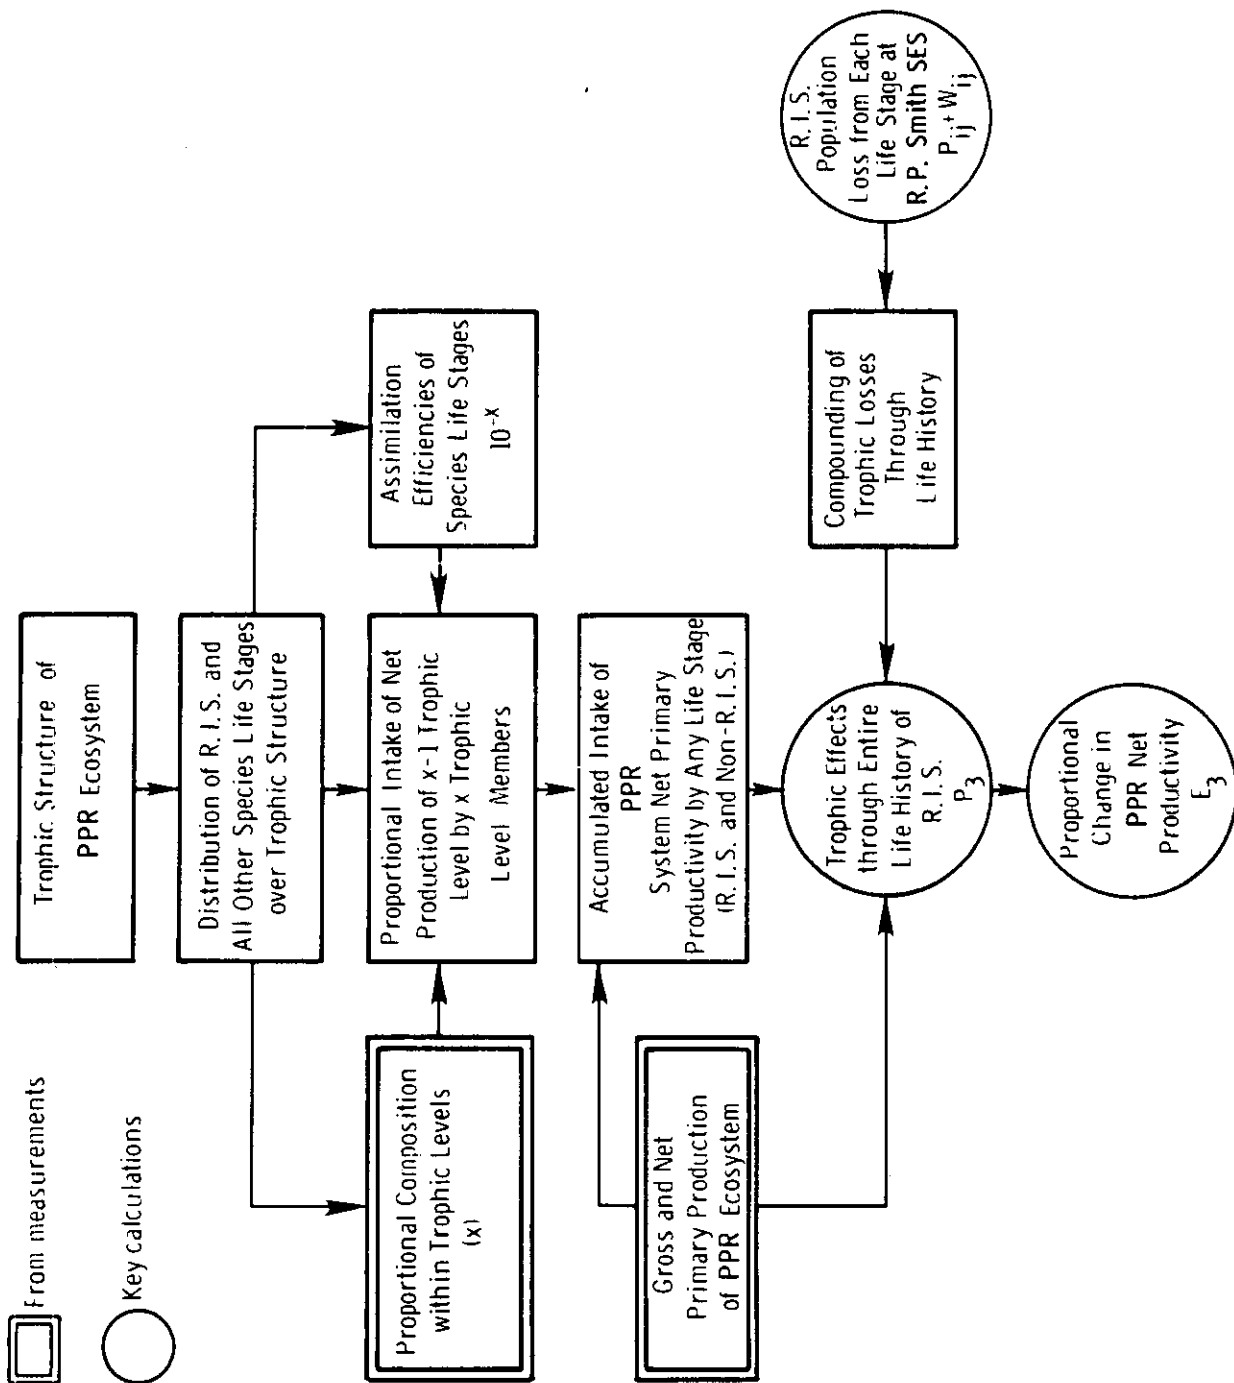 From measurements
Key calculations
Trophic Structure of
PPR Ecosystem
Distribution of R. I. S. and
All Other Species Life Stages
over Trophic Structure
Proportional Composition
within Trophic Levels
(x)
Proportional Intake of Net
Production of x-1 Trophic
Level by x Trophic
Level Members
Assimilation
Efficiencies of
Species Life Stages
10-x
Gross and Net
Primary Production
of PPR Ecosystem
Accumulated Intake of
PPR
System Net Primary
Productivity by Any Life Stage
(R. I. S. and Non-R. I. S.)
Trophic Effects
through Entire
Life History of
R. I. S.
P3
Compounding of
Trophic Losses
Through
Life History
R. I. S.
Population
Loss from Each
Life Stage at
R.P. Smith SES
Pij+Wij
Proportional
Change in
PPR Net
Productivity
E3